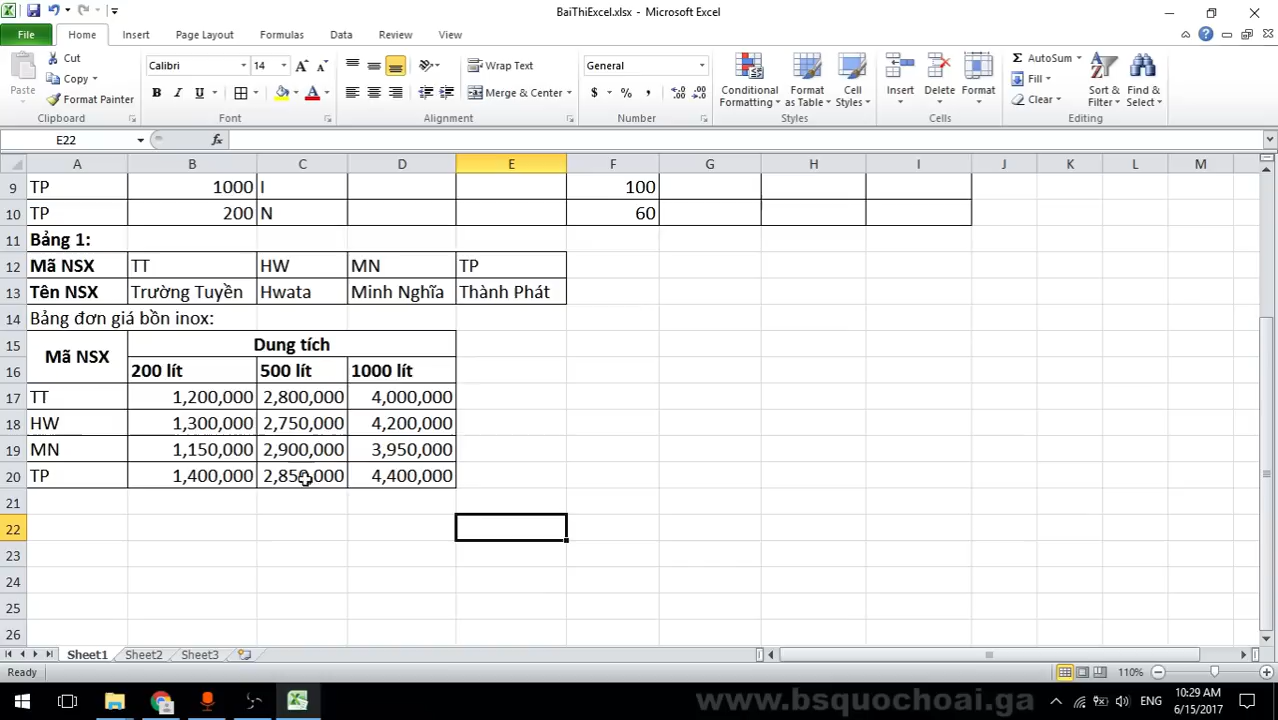 BaiThiExcel.xlsx - Microsoft Excel
File Home Insert Page Layout Formulas Data Review View
Paste Cut Copy Format Painter Clipboard
Calibri 14 B I U A A A Font
Wrap Text Merge & Center Alignment
General $ % , Number
Conditional Formatting Format as Table Cell Styles Styles
Insert Delete Format Cells
AutoSum Fill Clear Sort & Filter Find & Select Editing
E22 fx
A B C D E F G H I J K L M
9 TP 1000 I 100
10 TP 200 N 60
11 Bảng 1:
12 Mã NSX TT HW MN TP
13 Tên NSX Trường Tuyền Hwata Minh Nghĩa Thành Phát
14 Bảng đơn giá bồn inox:
15 Mã NSX Dung tích
16 200 lít 500 lít 1000 lít
17 TT 1,200,000 2,800,000 4,000,000
18 HW 1,300,000 2,750,000 4,200,000
19 MN 1,150,000 2,900,000 3,950,000
20 TP 1,400,000 2,850,000 4,400,000
21
22
23
24
25
26
Sheet1 Sheet2 Sheet3
Ready 110%
www.bsquochoai.ga
ENG 10:29 AM
6/15/2017